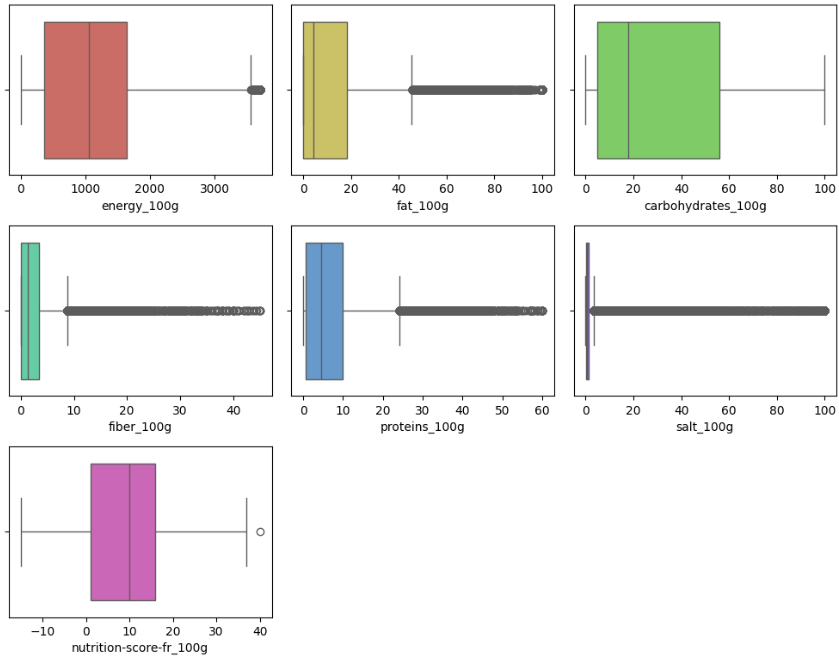 0 1000 2000 3000
energy_100g
0 20 40 60 80 100
fat_100g
0 20 40 60 80 100
carbohydrates_100g
0 10 20 30 40
fiber_100g
0 10 20 30 40 50 60
proteins_100g
0 20 40 60 80 100
salt_100g
−10 0 10 20 30 40
nutrition-score-fr_100g